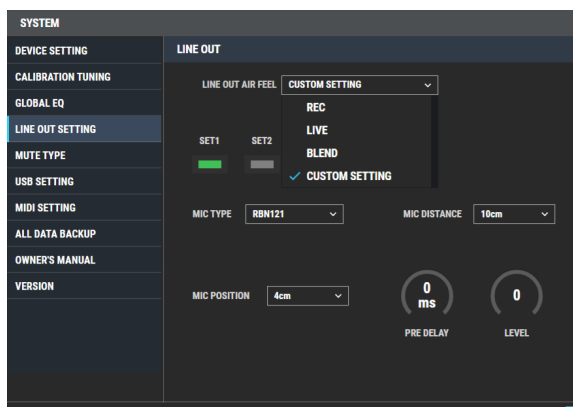 SYSTEM
DEVICE SETTING
CALIBRATION TUNING
GLOBAL EQ
LINE OUT SETTING
MUTE TYPE
USB SETTING
MIDI SETTING
ALL DATA BACKUP
OWNER'S MANUAL
VERSION
LINE OUT
LINE OUT AIR FEEL CUSTOM SETTING
REC
LIVE
BLEND
CUSTOM SETTING
SET1 SET2
MIC TYPE RBN121 MIC DISTANCE 10cm
MIC POSITION 4cm
0
ms
0
PRE DELAY LEVEL